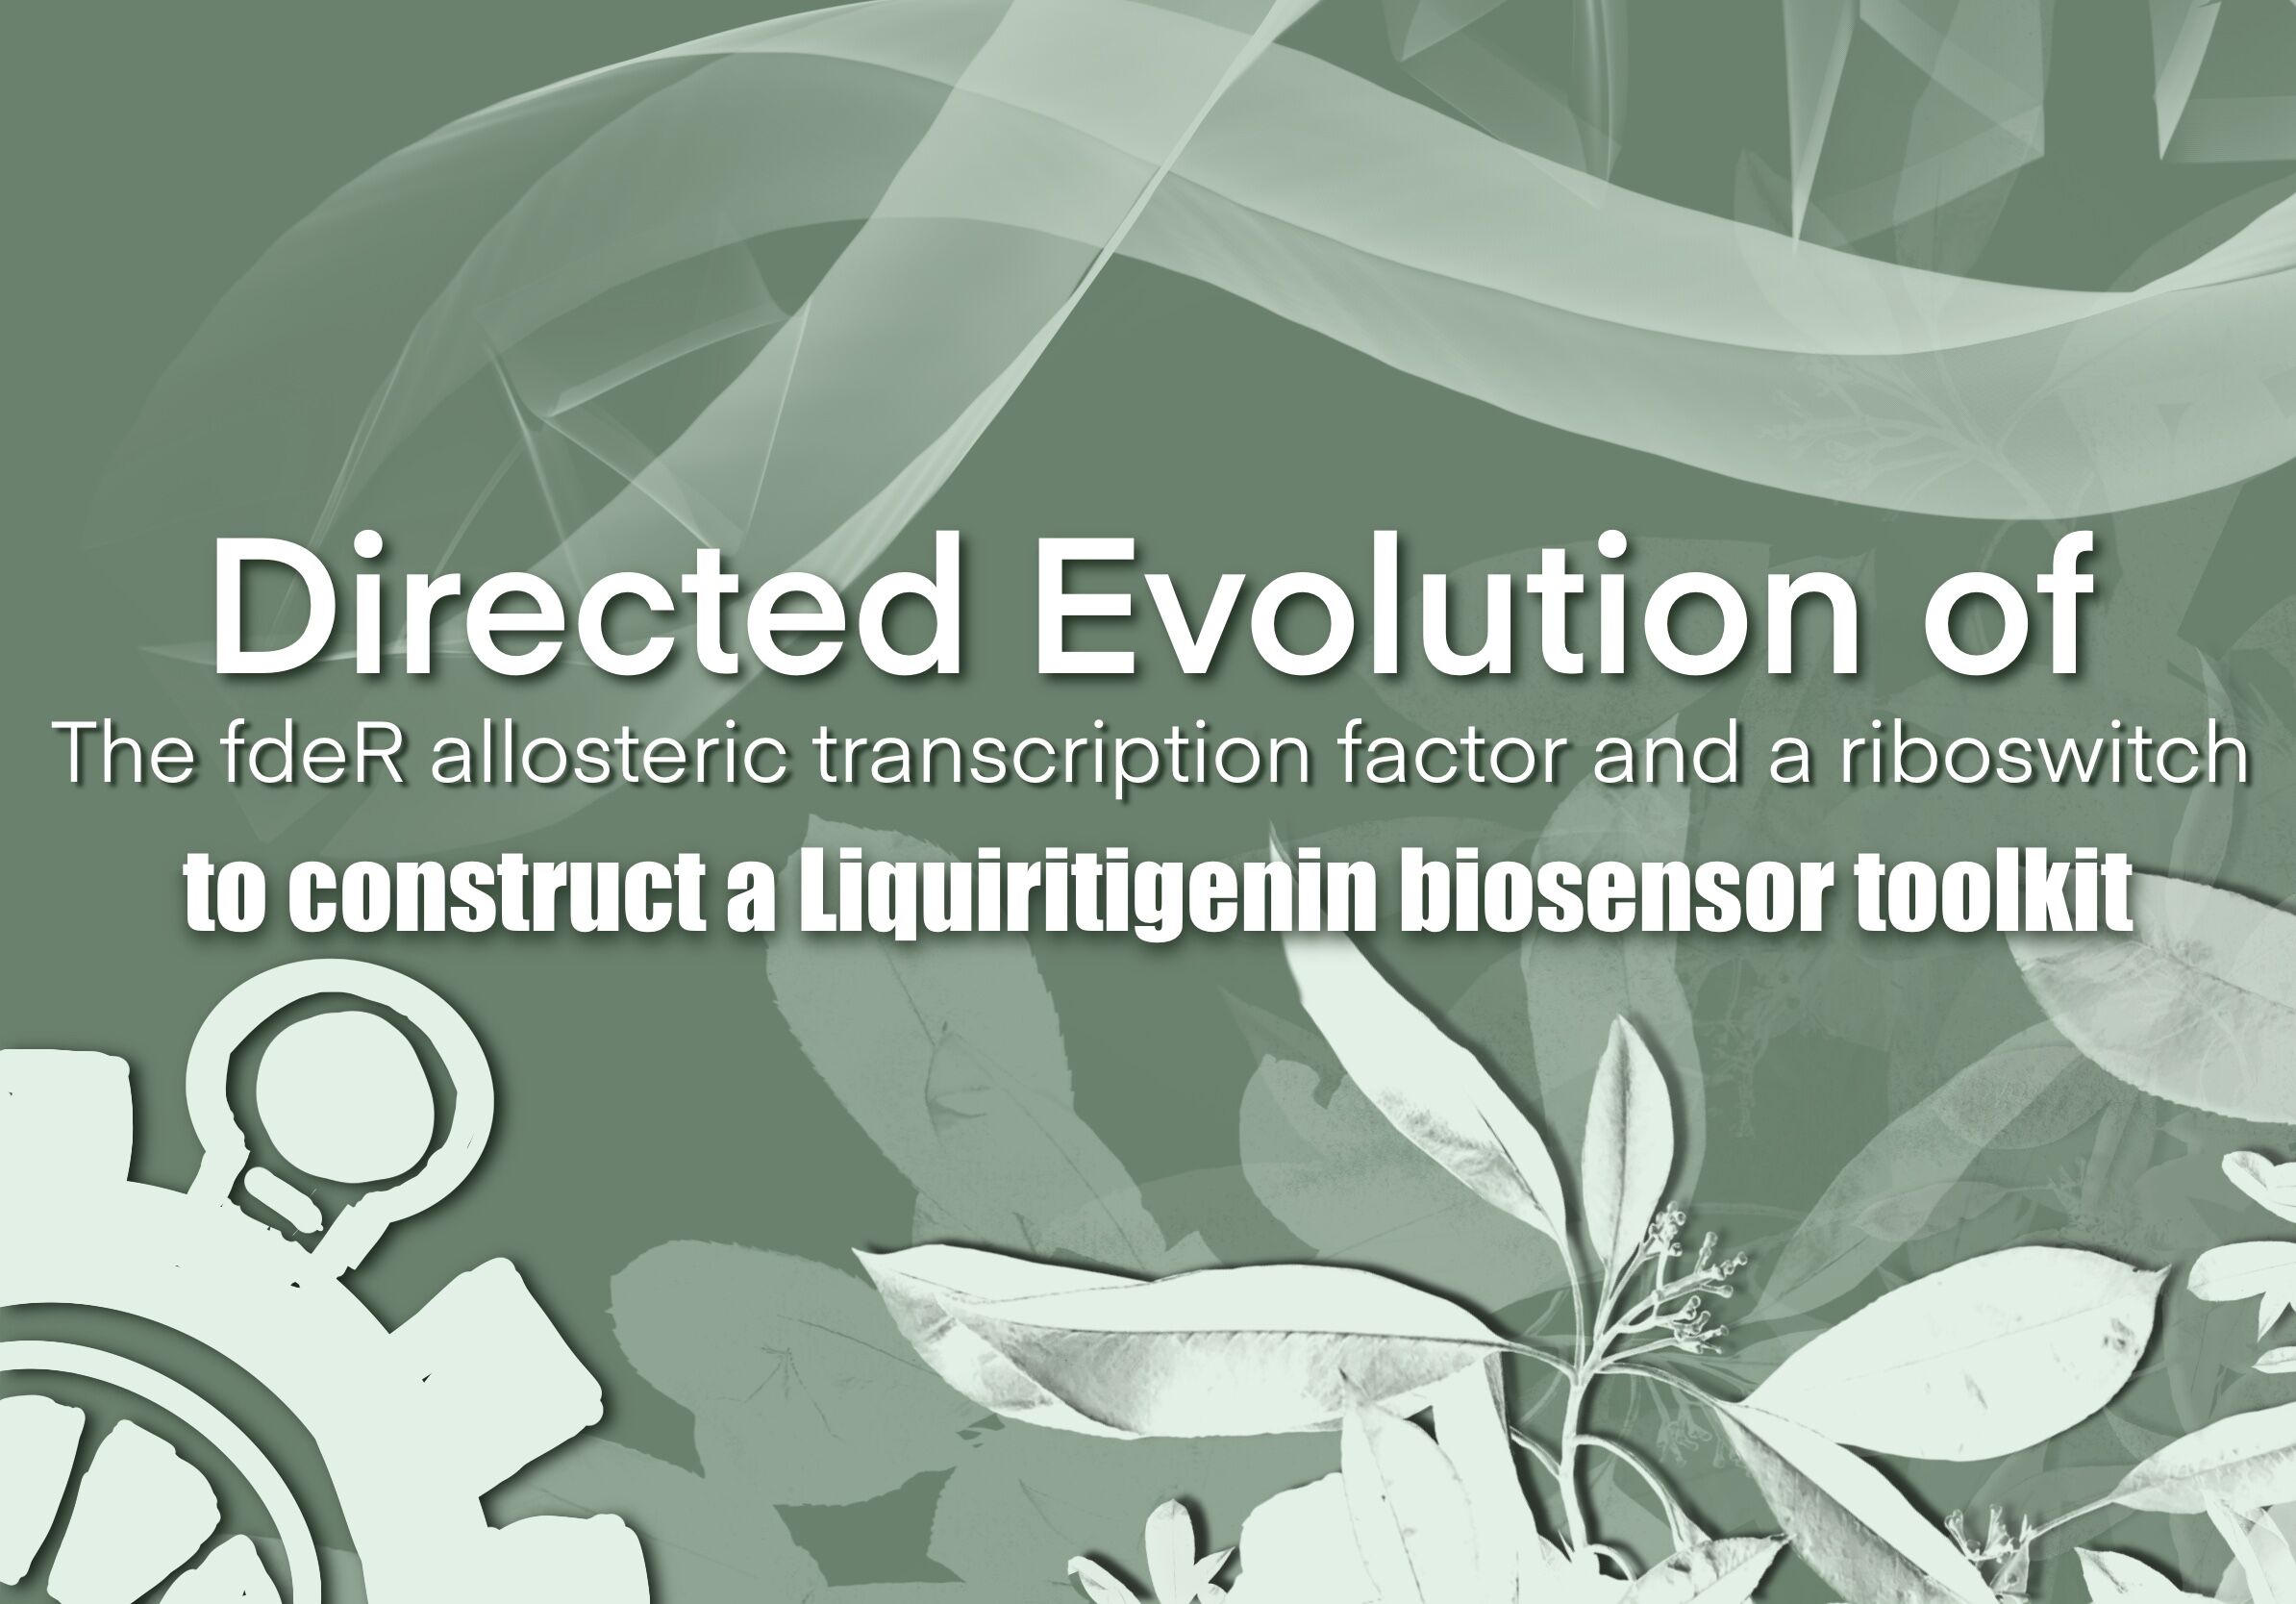 Directed Evolution of
The fdeR allosteric transcription factor and a riboswitch
to construct a Liquiritigenin biosensor toolkit